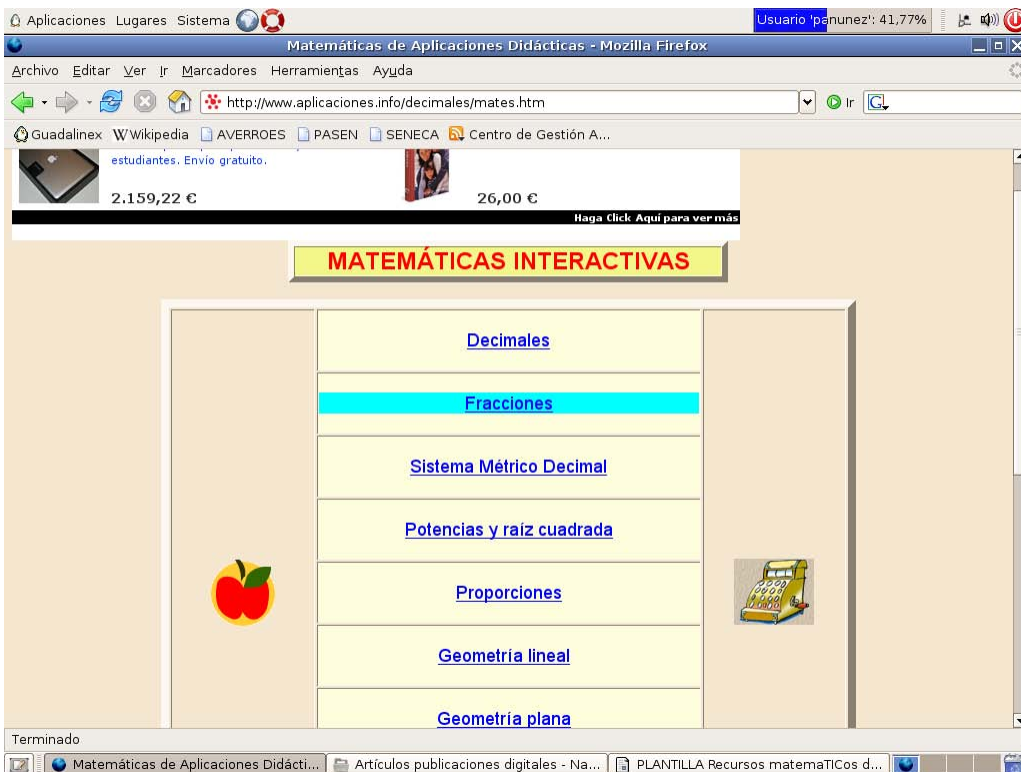 Aplicaciones Lugares Sistema Usuario 'panunez': 41,77%
Matemáticas de Aplicaciones Didácticas - Mozilla Firefox
Archivo Editar Ver Ir Marcadores Herramientas Ayuda
http://www.aplicaciones.info/decimales/mates.htm Ir
Guadalinex Wikipedia AVERROES PASEN SENECA Centro de Gestión A...
estudiantes. Envío gratuito.
2.159,22 € 26,00 €
Haga Click Aquí para ver más
MATEMÁTICAS INTERACTIVAS
Decimales
Fracciones
Sistema Métrico Decimal
Potencias y raíz cuadrada
Proporciones
Geometría lineal
Geometría plana
Terminado
Matemáticas de Aplicaciones Didácti... Artículos publicaciones digitales - Na... PLANTILLA Recursos matemaTICos d...